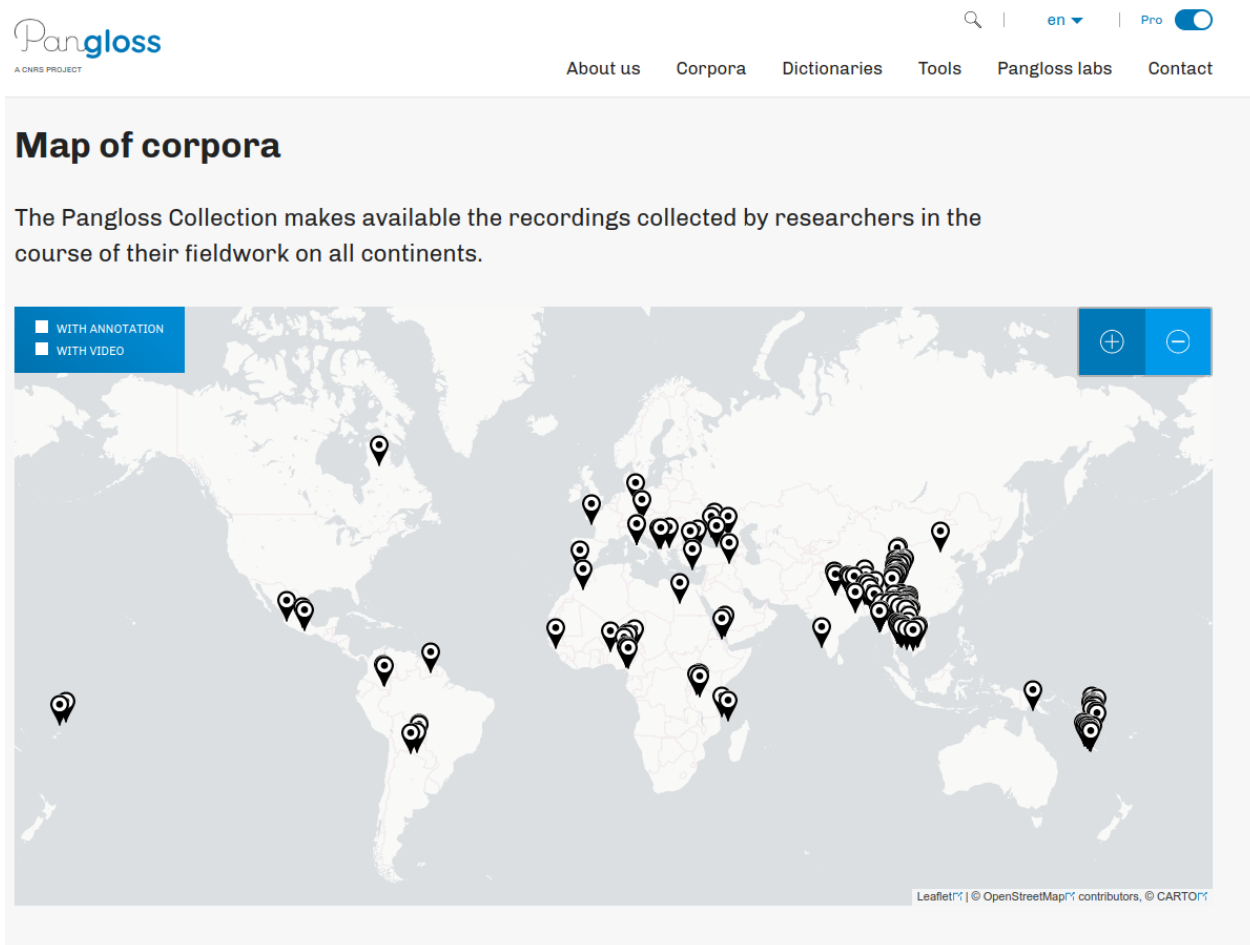 Pangloss
A CNRS PROJECT
en
Pro
About us Corpora Dictionaries Tools Pangloss labs Contact
Map of corpora
The Pangloss Collection makes available the recordings collected by researchers in the
course of their fieldwork on all continents.
WITH ANNOTATION
WITH VIDEO
Leaflet | © OpenStreetMap contributors, © CARTO